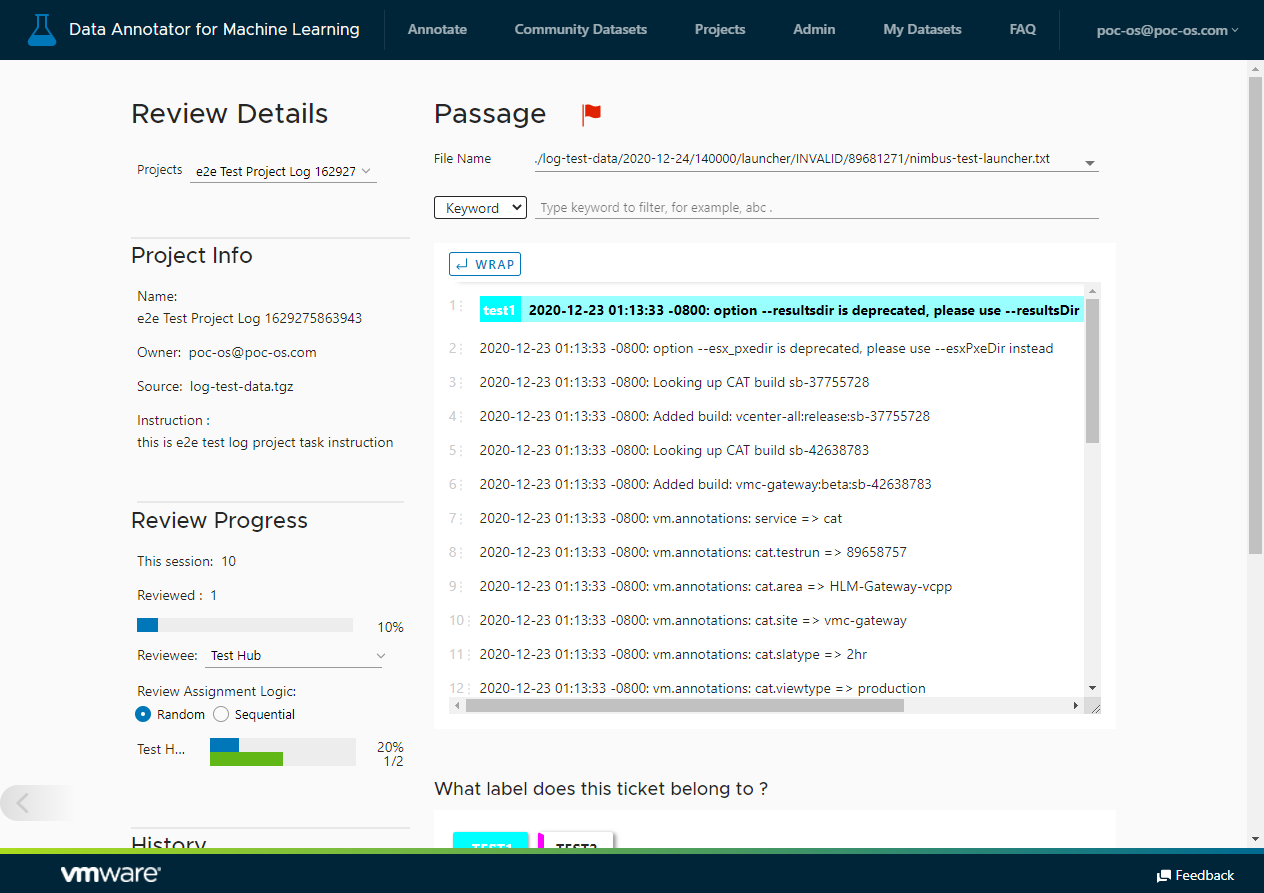 Data Annotator for Machine Learning
Annotate
Community Datasets
Projects
Admin
My Datasets
FAQ
poc-os@poc-os.com
Review Details
Projects e2e Test Project Log 162927
Project Info
Name:
e2e Test Project Log 1629275863943
Owner: poc-os@poc-os.com
Source: log-test-data.tgz
Instruction :
this is e2e test log project task instruction
Review Progress
This session: 10
Reviewed : 1
10%
Reviewee: Test Hub
Review Assignment Logic:
Random Sequential
Test H... 20%
1/2
History
Passage
File Name ./log-test-data/2020-12-24/140000/launcher/INVALID/89681271/nimbus-test-launcher.txt
Keyword Type keyword to filter, for example, abc .
WRAP
1 test1 2020-12-23 01:13:33 -0800: option --resultsdir is deprecated, please use --resultsDir
2 2020-12-23 01:13:33 -0800: option --esx_pxedir is deprecated, please use --esxPxeDir instead
3 2020-12-23 01:13:33 -0800: Looking up CAT build sb-37755728
4 2020-12-23 01:13:33 -0800: Added build: vcenter-all:release:sb-37755728
5 2020-12-23 01:13:33 -0800: Looking up CAT build sb-42638783
6 2020-12-23 01:13:33 -0800: Added build: vmc-gateway:beta:sb-42638783
7 2020-12-23 01:13:33 -0800: vm.annotations: service => cat
8 2020-12-23 01:13:33 -0800: vm.annotations: cat.testrun => 89658757
9 2020-12-23 01:13:33 -0800: vm.annotations: cat.area => HLM-Gateway-vcpp
10 2020-12-23 01:13:33 -0800: vm.annotations: cat.site => vmc-gateway
11 2020-12-23 01:13:33 -0800: vm.annotations: cat.slatype => 2hr
12 2020-12-23 01:13:33 -0800: vm.annotations: cat.viewtype => production
What label does this ticket belong to ?
TEST1 TEST2
vmware
Feedback